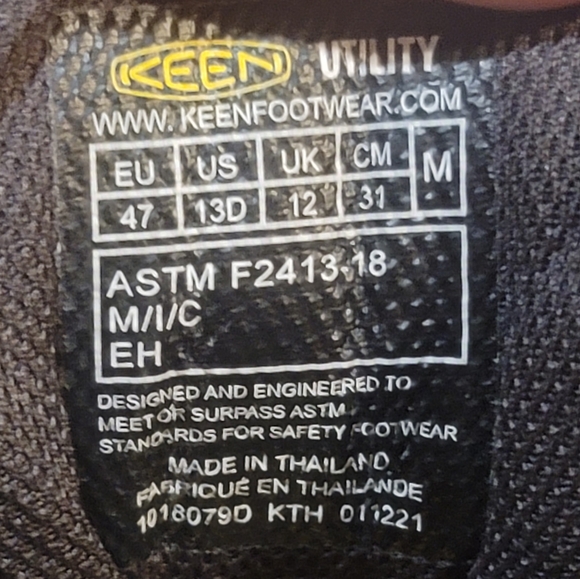 KEEN UTILITY
WWW.KEENFOOTWEAR.COM
EU US UK CM M
47 13D 12 31
ASTM F2413-18
M/I/C
EH
DESIGNED AND ENGINEERED TO
MEET OR SURPASS ASTM
STANDARDS FOR SAFETY FOOTWEAR
MADE IN THAILAND
FABRIQUÉ EN THAILANDE
1018079D KTH 011221